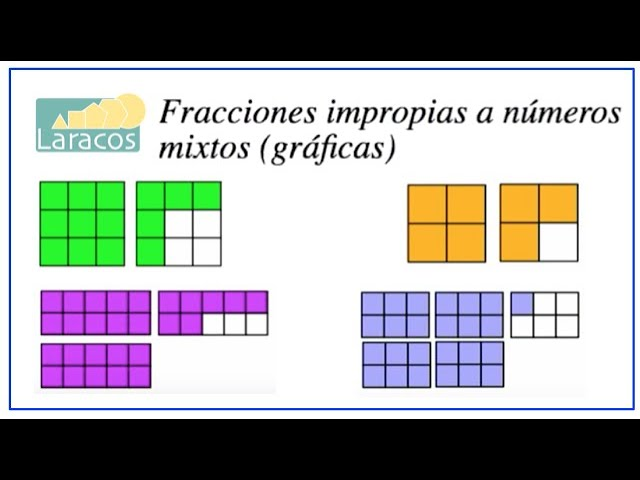 Laracos
Fracciones impropias a números
mixtos (gráficas)